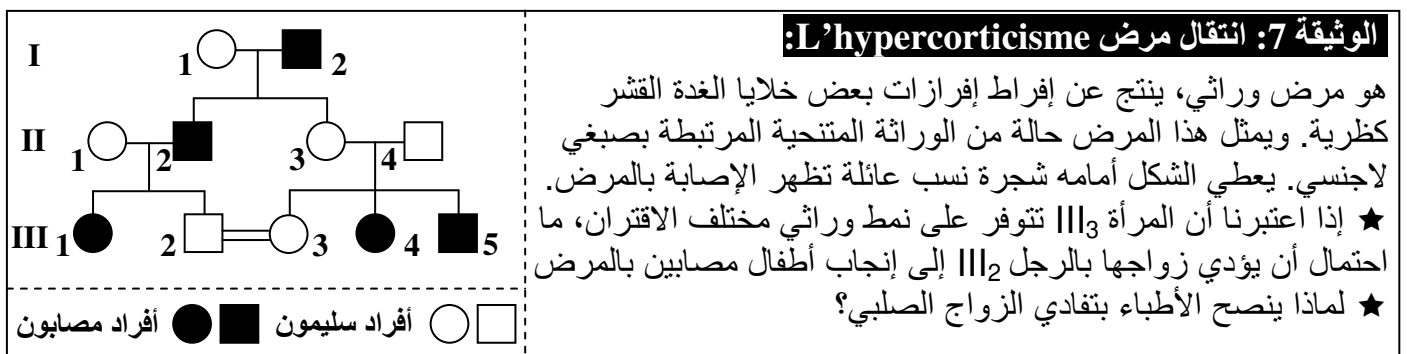 الوثيقة 7: انتقال مرض L'hypercorticisme:
هو مرض وراثي، ينتج عن إفراط إفرازات بعض خلايا الغدة القشر
كظرية. ويمثل هذا المرض حالة من الوراثة المتنحية المرتبطة بصبغي
لاجنسي. يعطي الشكل أمامه شجرة نسب عائلة تظهر الإصابة بالمرض.
★ إذا اعتبرنا أن المرأة III3 تتوفر على نمط وراثي مختلف الاقتران، ما
احتمال أن يؤدي زواجها بالرجل III2 إلى إنجاب أطفال مصابين بالمرض
★ لماذا ينصح الأطباء بتفادي الزواج الصلبي؟
I 1 2
II 1 2 3 4
III 1 2 3 4 5
أفراد سليمون أفراد مصابون